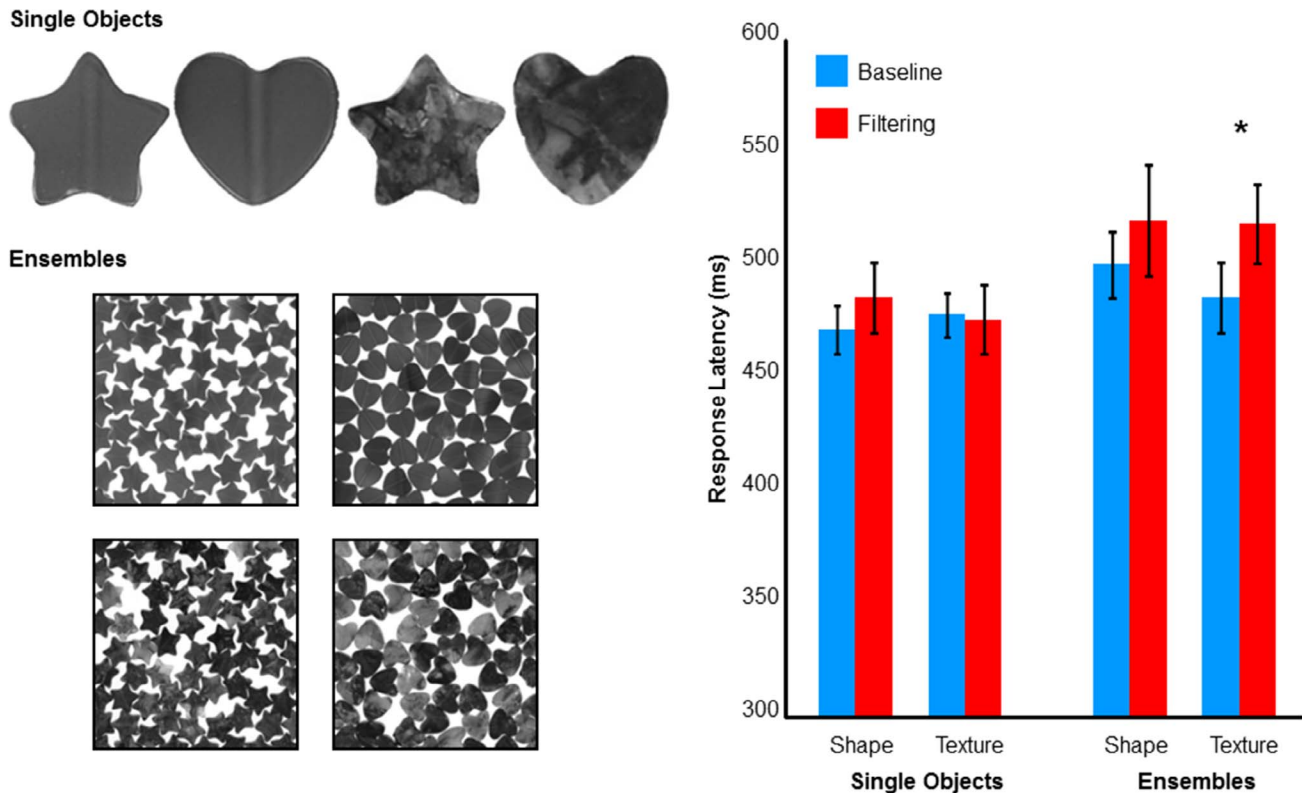 Single Objects
Ensembles
600
550
500
450
400
350
300
Response Latency (ms)
Baseline
Filtering
*
Shape Texture Shape Texture
Single Objects Ensembles